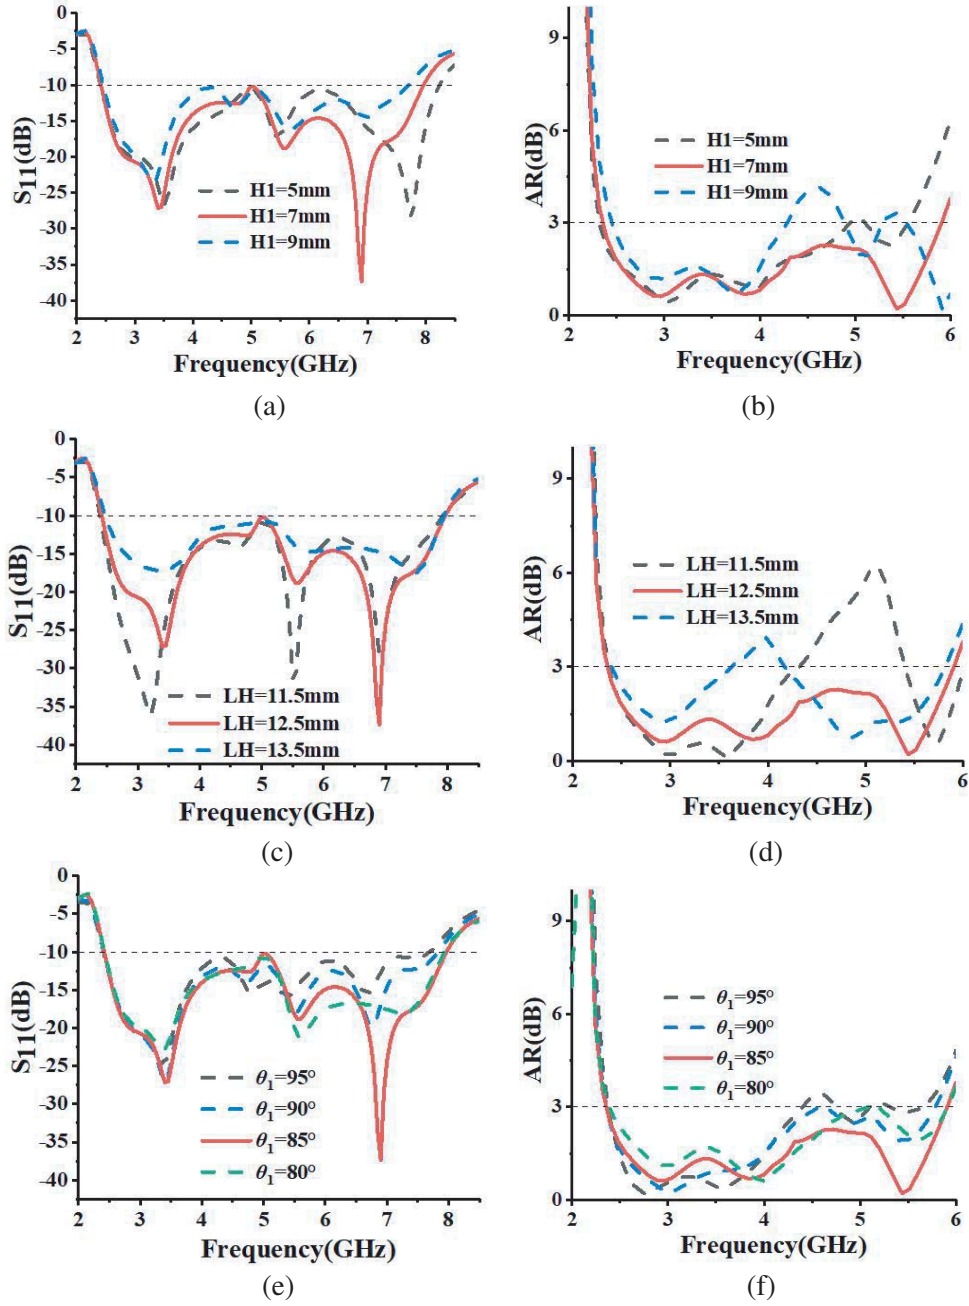 0
-5
-10
-15
-20
-25
-30
-35
-40
S11(dB)
H1=5mm
H1=7mm
H1=9mm
2 3 4 5 6 7 8
Frequency(GHz)
(a)
9
6
3
0
AR(dB)
H1=5mm
H1=7mm
H1=9mm
2 3 4 5 6
Frequency(GHz)
(b)
0
-5
-10
-15
-20
-25
-30
-35
-40
S11(dB)
LH=11.5mm
LH=12.5mm
LH=13.5mm
2 3 4 5 6 7 8
Frequency(GHz)
(c)
9
6
3
0
AR(dB)
LH=11.5mm
LH=12.5mm
LH=13.5mm
2 3 4 5 6
Frequency(GHz)
(d)
0
-5
-10
-15
-20
-25
-30
-35
-40
S11(dB)
θ1=95°
θ1=90°
θ1=85°
θ1=80°
2 3 4 5 6 7 8
Frequency(GHz)
(e)
9
6
3
0
AR(dB)
θ1=95°
θ1=90°
θ1=85°
θ1=80°
2 3 4 5 6
Frequency(GHz)
(f)